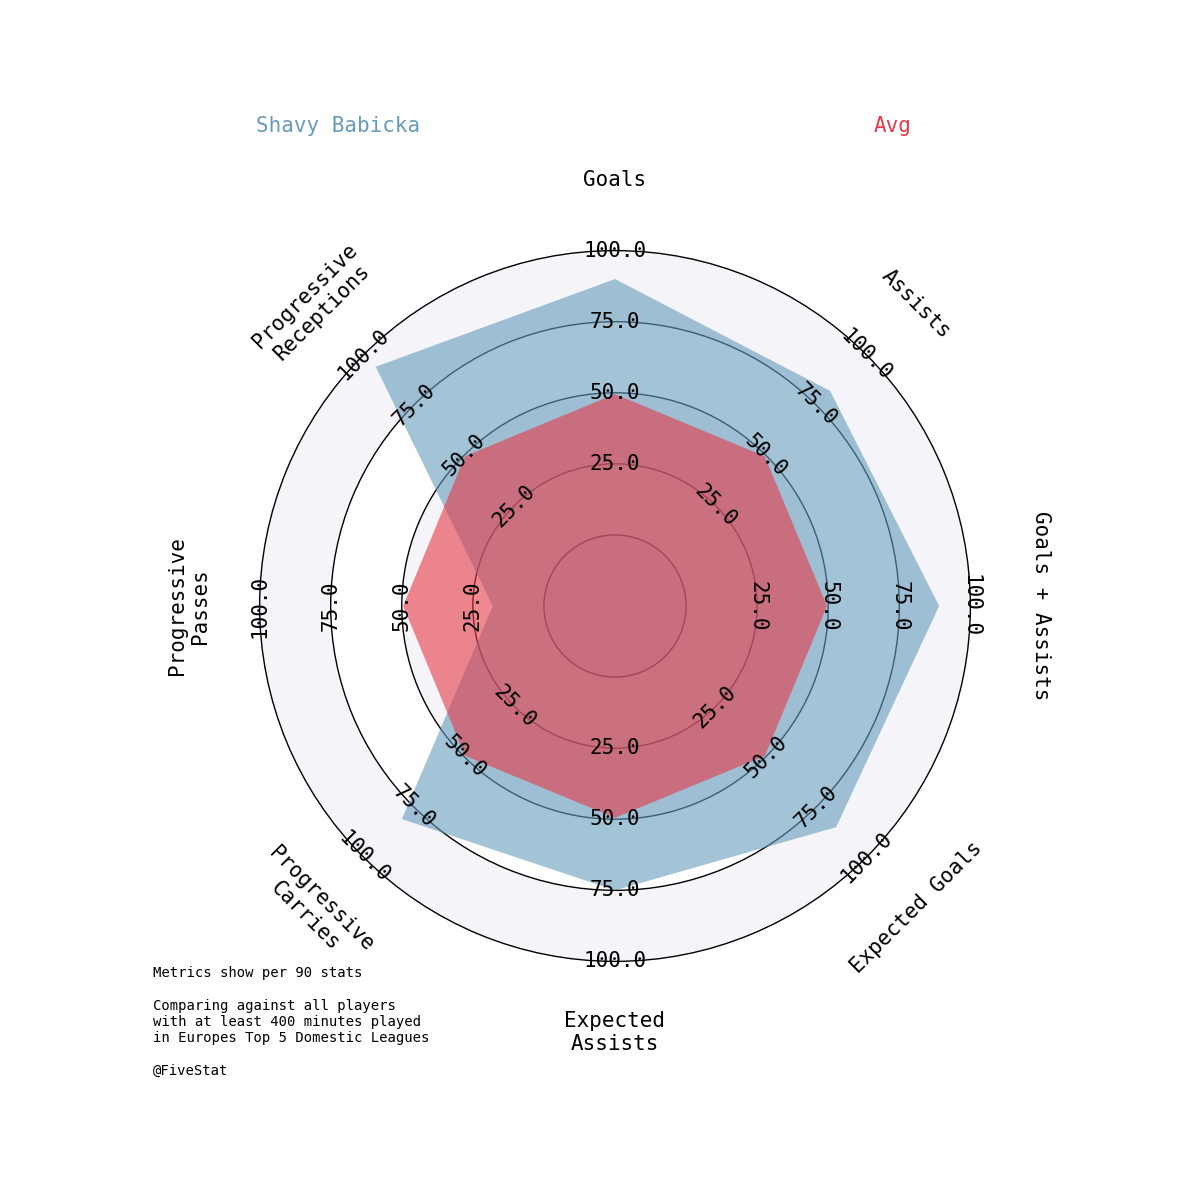 Shavy Babicka
Avg
Goals
Assists
Goals + Assists
Expected Goals
Expected
Assists
Progressive
Carries
Progressive
Passes
Progressive
Receptions
25.0
50.0
75.0
100.0
25.0
50.0
75.0
100.0
25.0
50.0
75.0
100.0
25.0
50.0
75.0
100.0
25.0
50.0
75.0
100.0
25.0
50.0
75.0
100.0
25.0
50.0
75.0
100.0
25.0
50.0
75.0
100.0
Metrics show per 90 stats
Comparing against all players
with at least 400 minutes played
in Europes Top 5 Domestic Leagues
@FiveStat